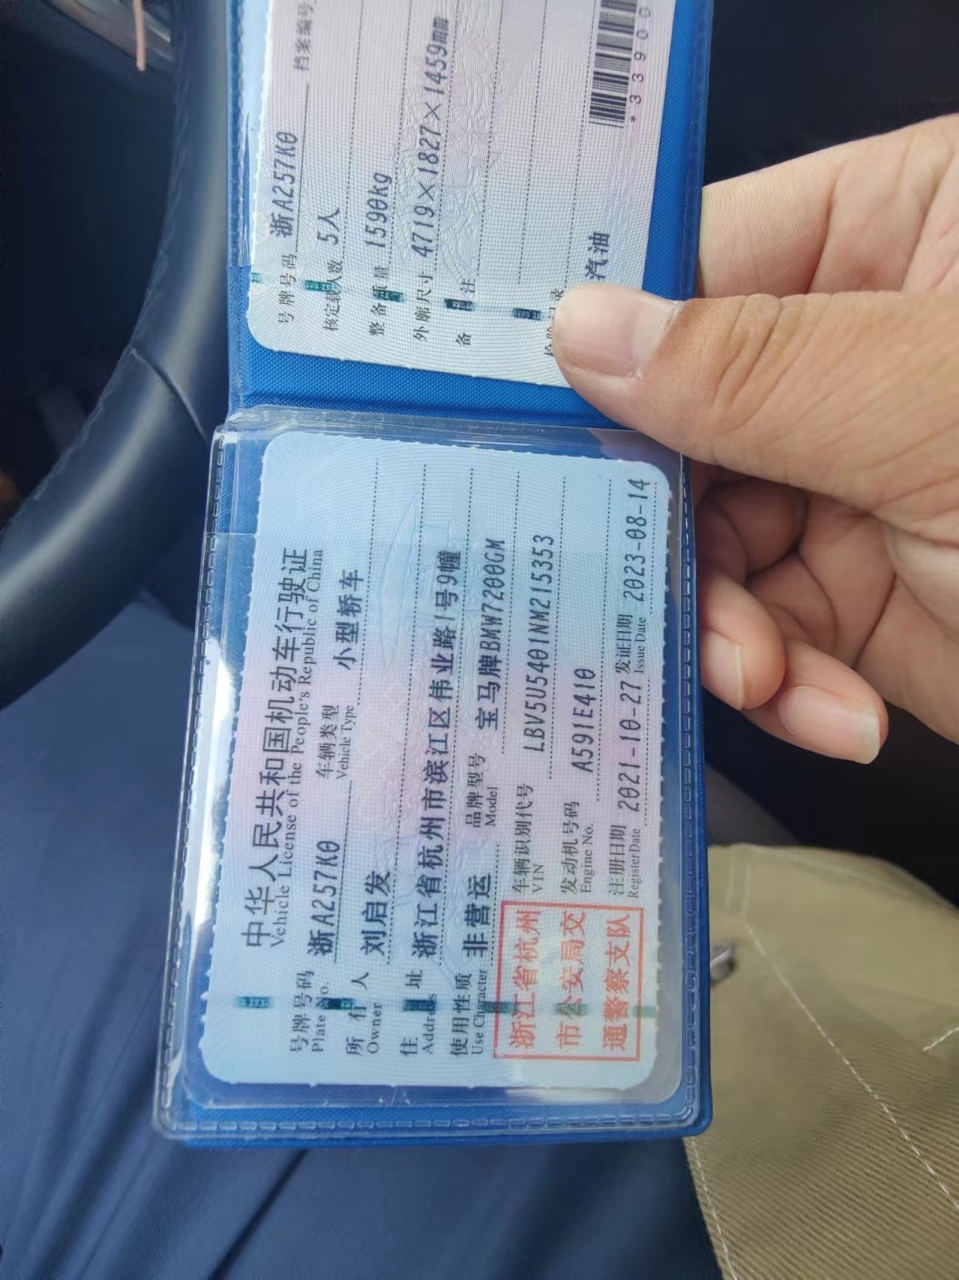 中华人民共和国机动车行驶证
Vehicle License of the People's Republic of China
号牌号码 浙A257K0 车辆类型 小型轿车
Plate No. Vehicle Type
所有人 刘启发
Owner
住址 浙江省杭州市滨江区伟业路1号9幢
Address
使用性质 非营运 品牌型号 宝马牌BMW7200GM
Use Character Model
浙江省杭州
市公安局交
通警察支队
车辆识别代号 LBV5U5401NM215353
VIN
发动机号码 A591E410
Engine No.
注册日期 2021-10-27 发证日期 2023-08-14
Register Date Issue Date
号牌号码 浙A257K0 档案编号
核定载人数 5人
整备质量 1590kg
外廓尺寸 4719×1827×1459mm
备注
汽油
*33900